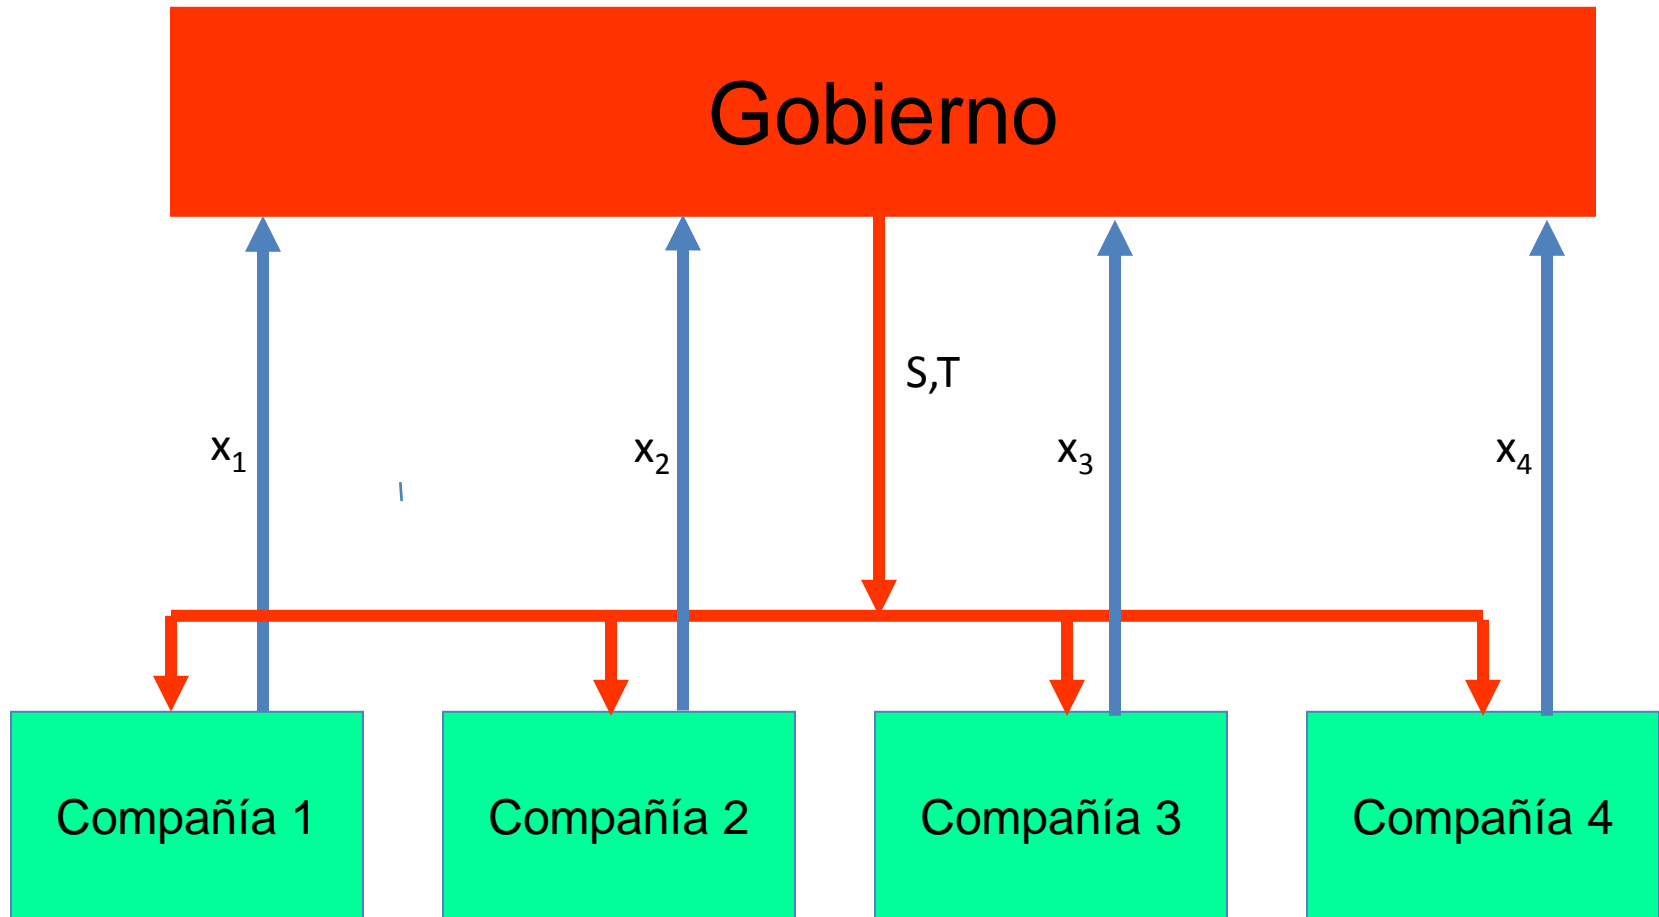 Gobierno
S,T
x₁
x₂
x₃
x₄
Compañía 1
Compañía 2
Compañía 3
Compañía 4